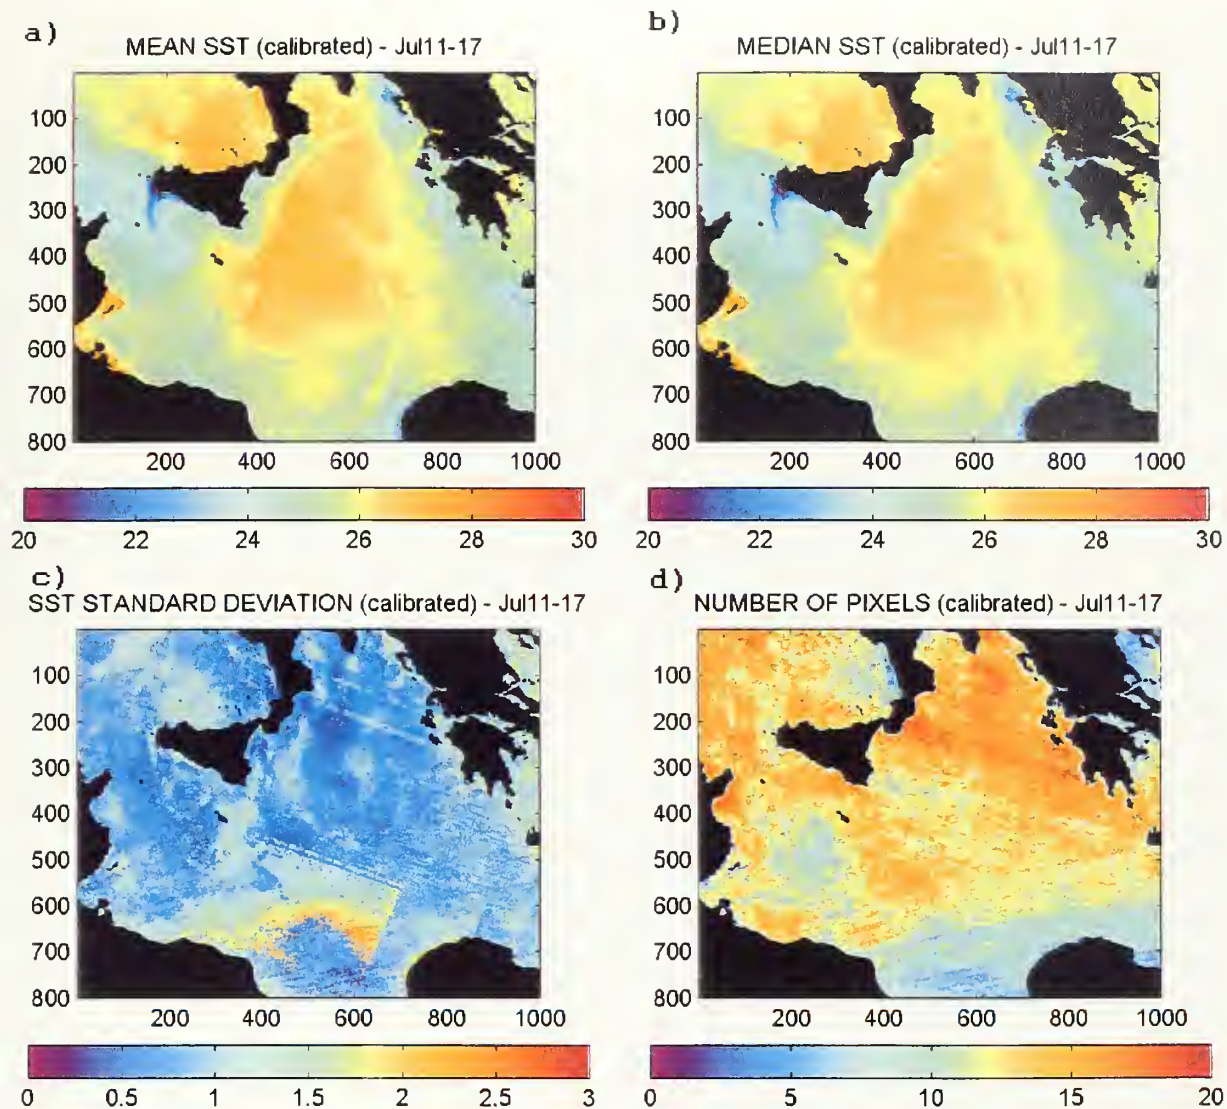 a)
MEAN SST (calibrated) - Jul11-17
100
200
300
400
500
600
700
800
200 400 600 800 1000
20 22 24 26 28 30
b)
MEDIAN SST (calibrated) - Jul11-17
100
200
300
400
500
600
700
800
200 400 600 800 1000
20 22 24 26 28 30
c)
SST STANDARD DEVIATION (calibrated) - Jul11-17
100
200
300
400
500
600
700
800
200 400 600 800 1000
0 0.5 1 1.5 2 2.5 3
d)
NUMBER OF PIXELS (calibrated) - Jul11-17
100
200
300
400
500
600
700
800
200 400 600 800 1000
0 5 10 15 20